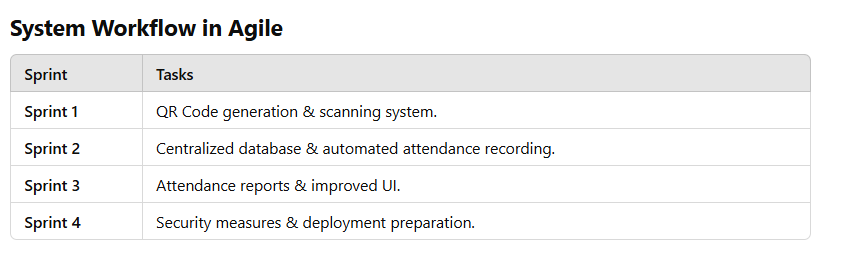 System Workflow in Agile
Sprint Tasks
Sprint 1 QR Code generation & scanning system.
Sprint 2 Centralized database & automated attendance recording.
Sprint 3 Attendance reports & improved UI.
Sprint 4 Security measures & deployment preparation.